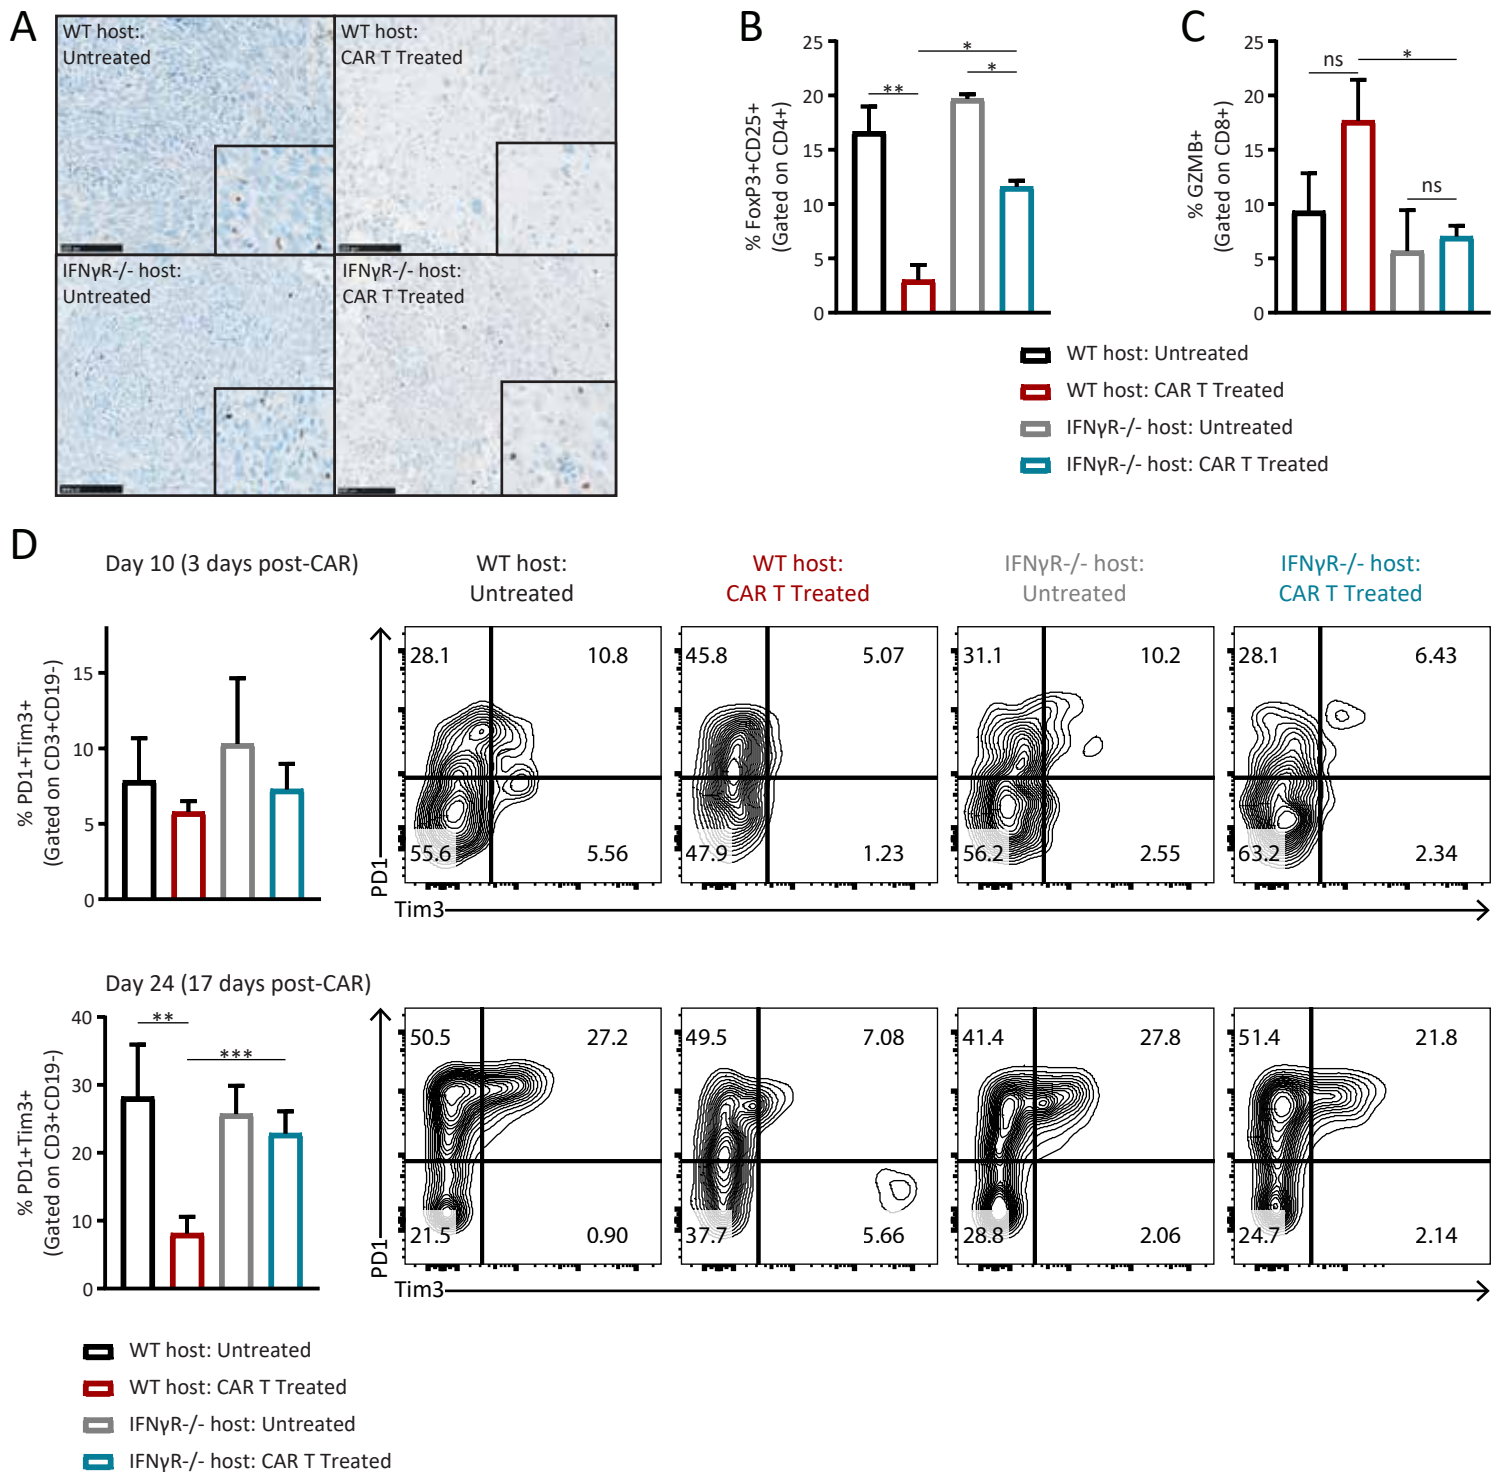 A
WT host:
Untreated
WT host:
CAR T Treated
IFNγR-/- host:
Untreated
IFNγR-/- host:
CAR T Treated
B
% FoxP3+CD25+
(Gated on CD4+)
25
20
15
10
5
0
**
*
*
C
% GZMB+
(Gated on CD8+)
25
20
15
10
5
0
ns
*
ns
WT host: Untreated
WT host: CAR T Treated
IFNγR-/- host: Untreated
IFNγR-/- host: CAR T Treated
D
Day 10 (3 days post-CAR)
WT host:
Untreated
WT host:
CAR T Treated
IFNγR-/- host:
Untreated
IFNγR-/- host:
CAR T Treated
% PD1+Tim3+
(Gated on CD3+CD19-)
15
10
5
0
PD1
28.1 10.8
55.6 5.56
45.8 5.07
47.9 1.23
31.1 10.2
56.2 2.55
28.1 6.43
63.2 2.34
Tim3
Day 24 (17 days post-CAR)
% PD1+Tim3+
(Gated on CD3+CD19-)
40
30
20
10
0
**
***
PD1
50.5 27.2
21.5 0.90
49.5 7.08
37.7 5.66
41.4 27.8
28.8 2.06
51.4 21.8
24.7 2.14
Tim3
WT host: Untreated
WT host: CAR T Treated
IFNγR-/- host: Untreated
IFNγR-/- host: CAR T Treated